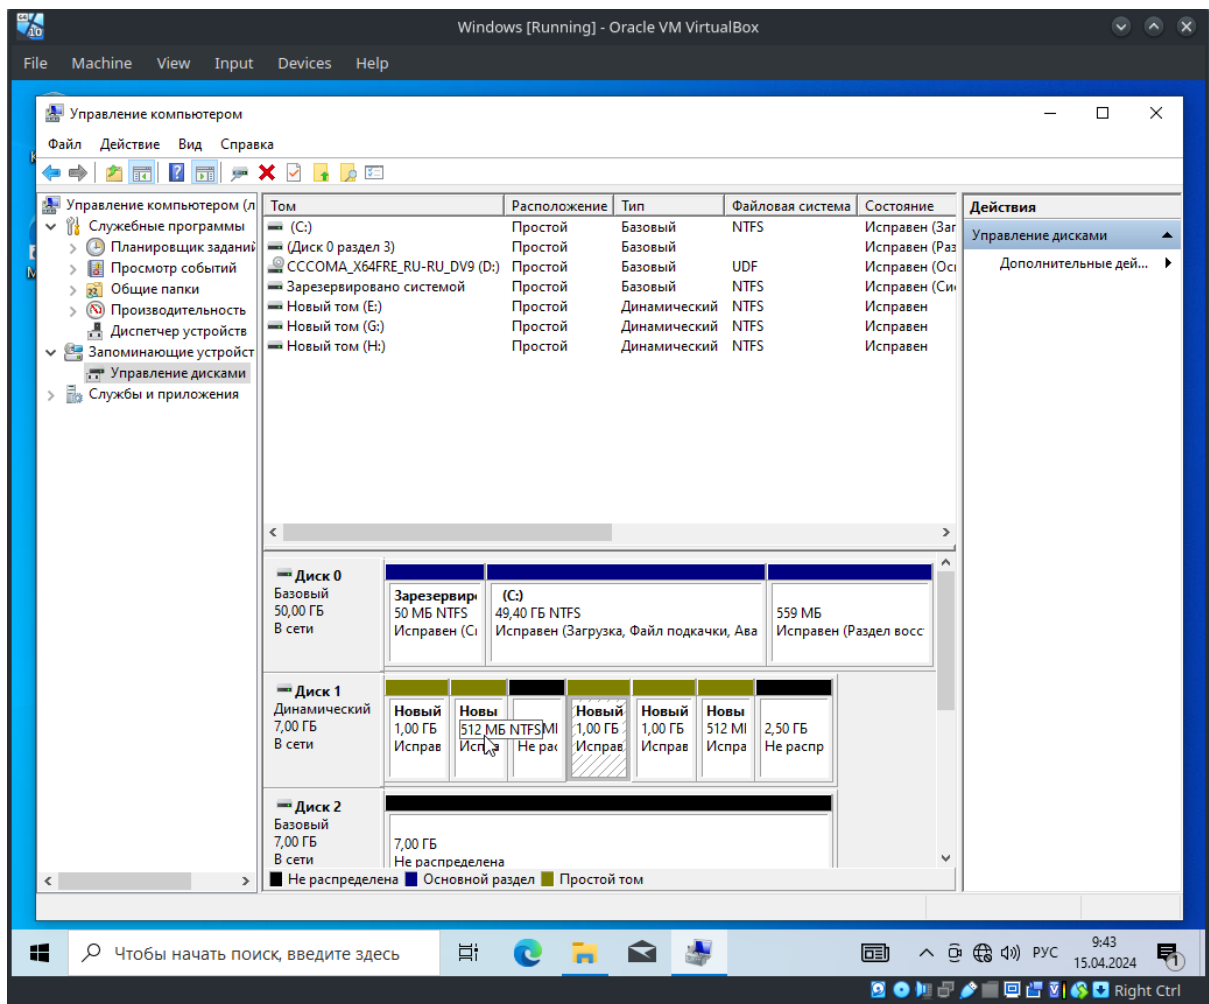 Windows [Running] - Oracle VM VirtualBox
File Machine View Input Devices Help
Управление компьютером
Файл Действие Вид Справка
Управление компьютером (л
Служебные программы
Планировщик заданий
Просмотр событий
Общие папки
Производительность
Диспетчер устройств
Запоминающие устройст
Управление дисками
Службы и приложения
Том Расположение Тип Файловая система Состояние
(C:) Простой Базовый NTFS Исправен (Заг
(Диск 0 раздел 3) Простой Базовый Исправен (Раз
CCCOMA_X64FRE_RU-RU_DV9 (D:) Простой Базовый UDF Исправен (Осн
Зарезервировано системой Простой Базовый NTFS Исправен (Сис
Новый том (E:) Простой Динамический NTFS Исправен
Новый том (G:) Простой Динамический NTFS Исправен
Новый том (H:) Простой Динамический NTFS Исправен
Действия
Управление дисками
Дополнительные дей...
Диск 0
Базовый
50,00 ГБ
В сети
Зарезервиро
50 МБ NTFS
Исправен (Си
(C:)
49,40 ГБ NTFS
Исправен (Загрузка, Файл подкачки, Ава
559 МБ
Исправен (Раздел восс
Диск 1
Динамический
7,00 ГБ
В сети
Новый
1,00 ГБ
Исправ
Новы
512 МБ NTFS
Испра
Не рас
Новый
1,00 ГБ
Исправ
Новый
1,00 ГБ
Исправ
Новы
512 МI
Испра
2,50 ГБ
Не распр
Диск 2
Базовый
7,00 ГБ
В сети
7,00 ГБ
Не распределена
Не распределена Основной раздел Простой том
Чтобы начать поиск, введите здесь
РУС
9:43
15.04.2024
1
Right Ctrl